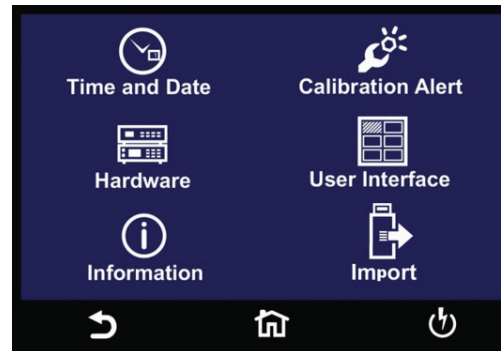 Time and Date
Calibration Alert
Hardware
User Interface
Information
Import